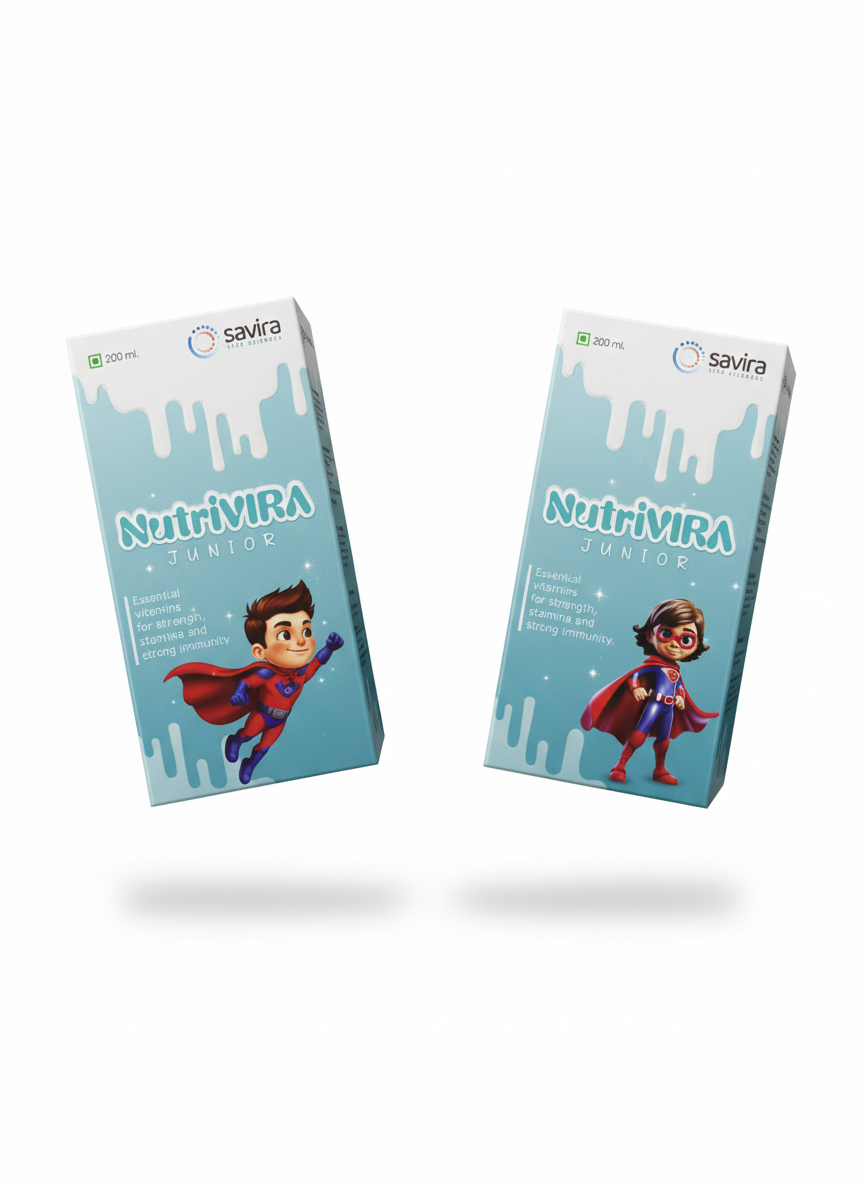 200 ml.
savira
NutriVIRA
JUNIOR
Essential
vitemins
for strength,
stamina and
strong immunity.
200 ml.
savira
NutriVIRA
JUNIOR
Essential
vitamins
for strength,
stamina and
strong immunity.